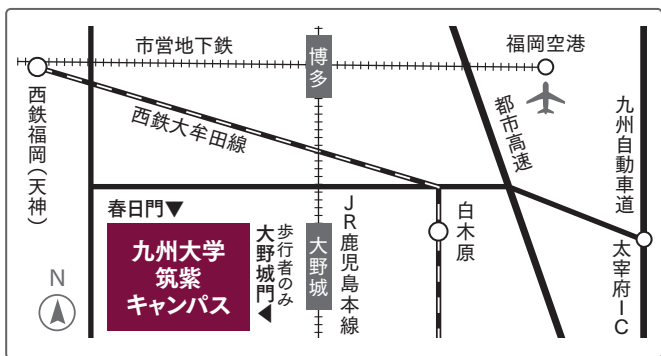 市営地下鉄
博多
福岡空港
西鉄福岡(天神)
西鉄大牟田線
都市高速
九州自動車道
春日門▼
九州大学
筑紫
キャンパス
大野城門▲
歩行者のみ
大野城
JR鹿児島本線
白木原
太宰府IC
N